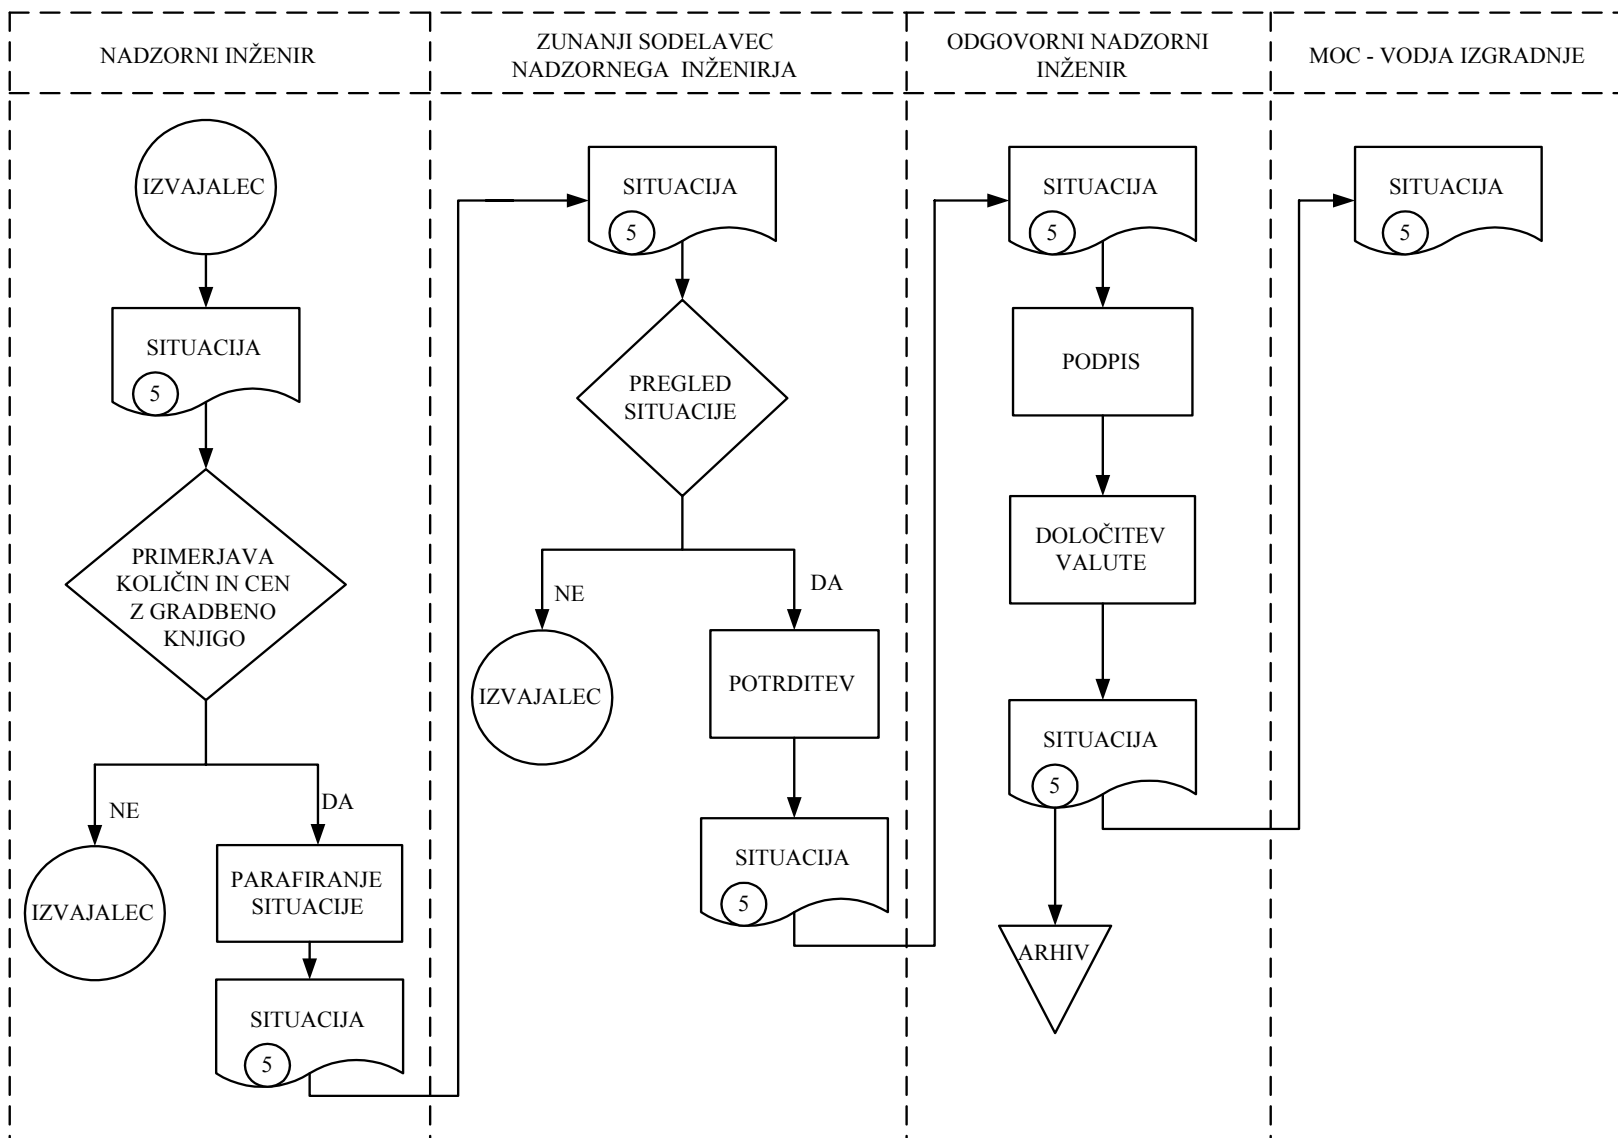 NADZORNI INŽENIR
ZUNANJI SODELAVEC
NADZORNEGA INŽENIRJA
ODGOVORNI NADZORNI
INŽENIR
MOC - VODJA IZGRADNJE
IZVAJALEC
SITUACIJA
5
PRIMERJAVA
KOLIČIN IN CEN
Z GRADBENO
KNJIGO
NE
DA
IZVAJALEC
PARAFIRANJE
SITUACIJE
SITUACIJA
5
SITUACIJA
5
PREGLED
SITUACIJE
NE
DA
IZVAJALEC
POTRDITEV
SITUACIJA
5
SITUACIJA
5
PODPIS
DOLOČITEV
VALUTE
SITUACIJA
5
ARHIV
SITUACIJA
5